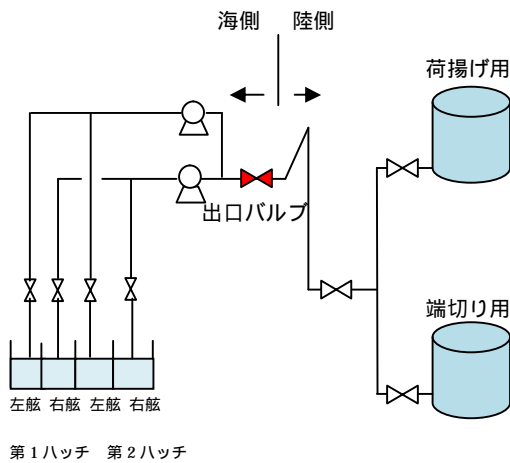 海側 陸側
荷揚げ用
出口バルブ
端切り用
左舷 右舷 左舷 右舷
第1ハッチ 第2ハッチ